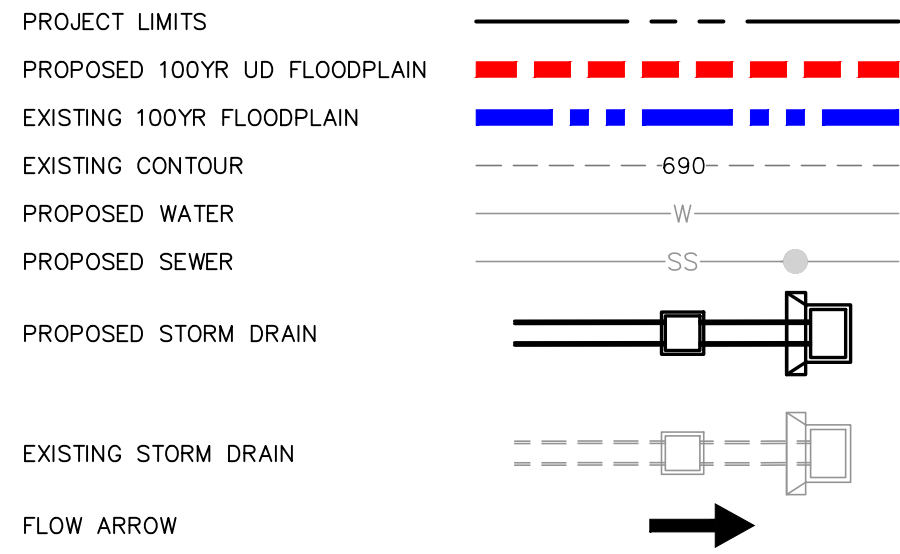 PROJECT LIMITS
PROPOSED 100YR UD FLOODPLAIN
EXISTING 100YR FLOODPLAIN
EXISTING CONTOUR 690
PROPOSED WATER W
PROPOSED SEWER SS
PROPOSED STORM DRAIN
EXISTING STORM DRAIN
FLOW ARROW